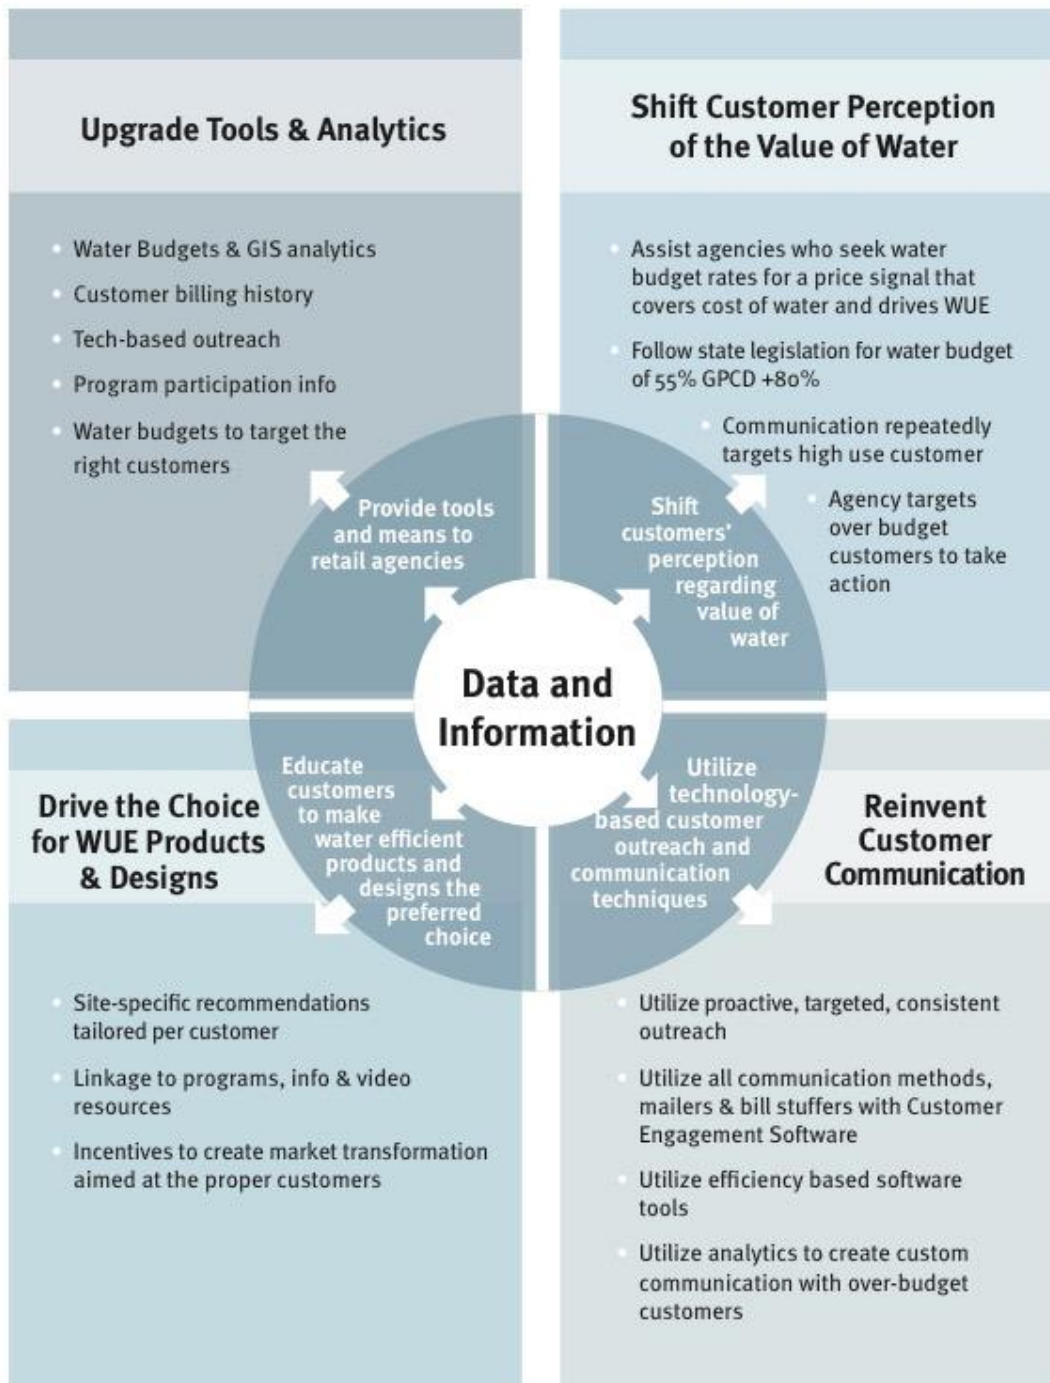 Upgrade Tools & Analytics
• Water Budgets & GIS analytics
• Customer billing history
• Tech-based outreach
• Program participation info
• Water budgets to target the
right customers
Provide tools
and means to
retail agencies
Shift Customer Perception
of the Value of Water
• Assist agencies who seek water
budget rates for a price signal that
covers cost of water and drives WUE
• Follow state legislation for water budget
of 55% GPCD +80%
• Communication repeatedly
targets high use customer
• Agency targets
over budget
customers to take
action
Shift
customers'
perception
regarding
value of
water
Data and
Information
Drive the Choice
for WUE Products
& Designs
Educate
customers
to make
water efficient
products and
designs the
preferred
choice
• Site-specific recommendations
tailored per customer
• Linkage to programs, info & video
resources
• Incentives to create market transformation
aimed at the proper customers
Utilize
technology-
based customer
outreach and
communication
techniques
Reinvent
Customer
Communication
• Utilize proactive, targeted, consistent
outreach
• Utilize all communication methods,
mailers & bill stuffers with Customer
Engagement Software
• Utilize efficiency based software
tools
• Utilize analytics to create custom
communication with over-budget
customers